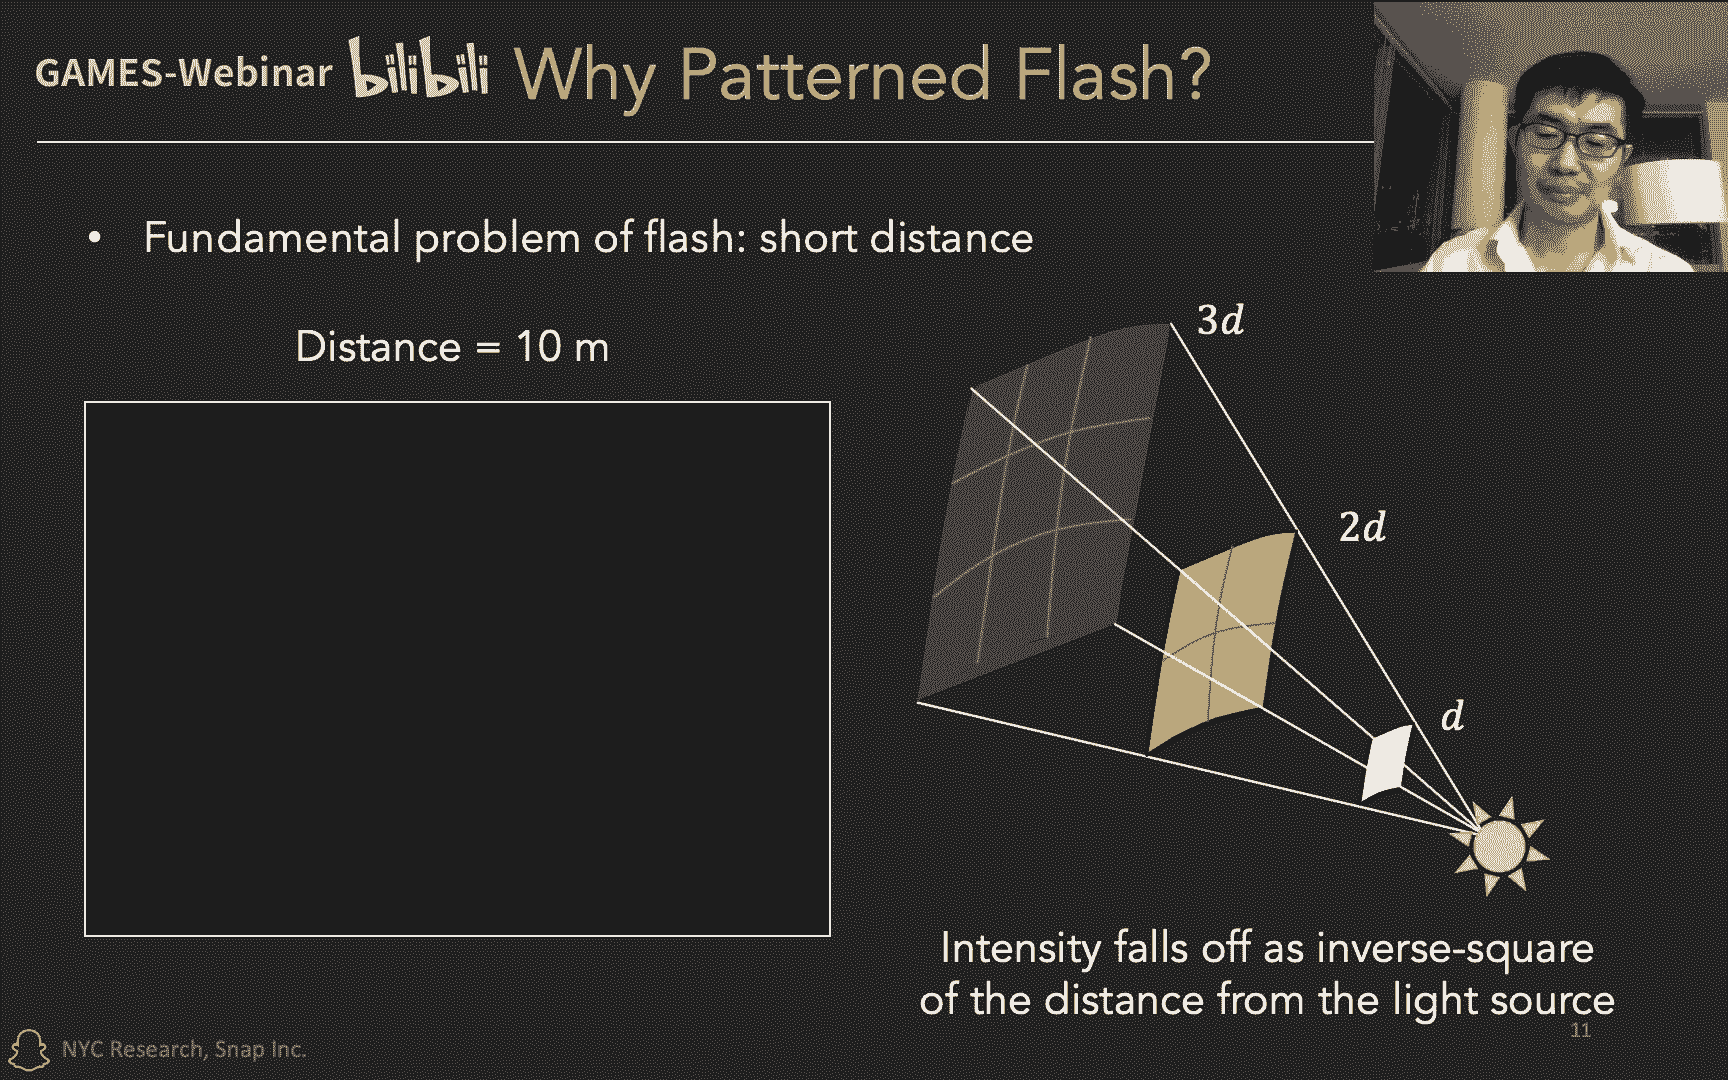 GAMES-Webinar bilibili Why Patterned Flash?
• Fundamental problem of flash: short distance
Distance = 10 m
3d
2d
d
Intensity falls off as inverse-square
of the distance from the light source
11
NYC Research, Snap Inc.